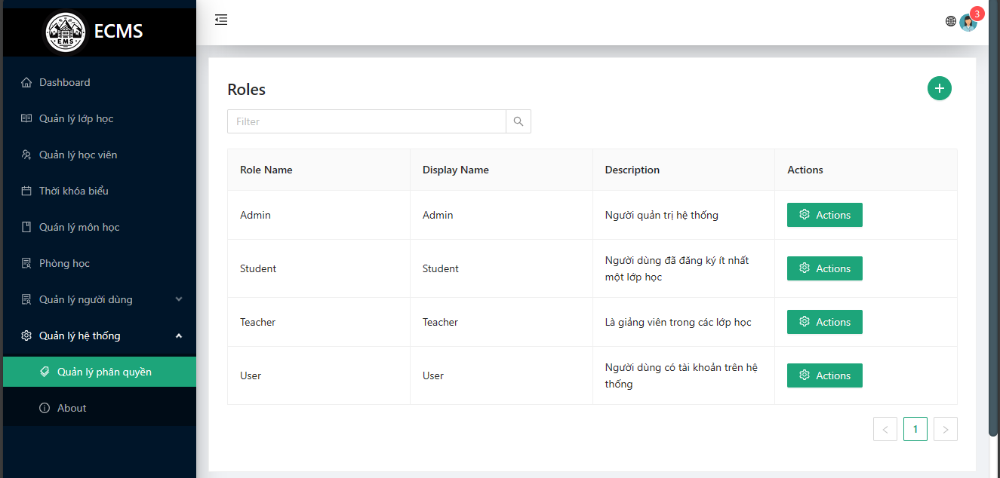 EMS
ECMS
3
Dashboard
Quản lý lớp học
Quản lý học viên
Thời khóa biểu
Quán lý môn học
Phòng học
Quản lý người dùng
Quản lý hệ thống
Quản lý phân quyền
About
Roles
Filter
Role Name Display Name Description Actions
Admin Admin Người quản trị hệ thống Actions
Student Student Người dùng đã đăng ký ít nhất
một lớp học Actions
Teacher Teacher Là giảng viên trong các lớp học Actions
User User Người dùng có tài khoản trên hệ
thống Actions
< 1 >